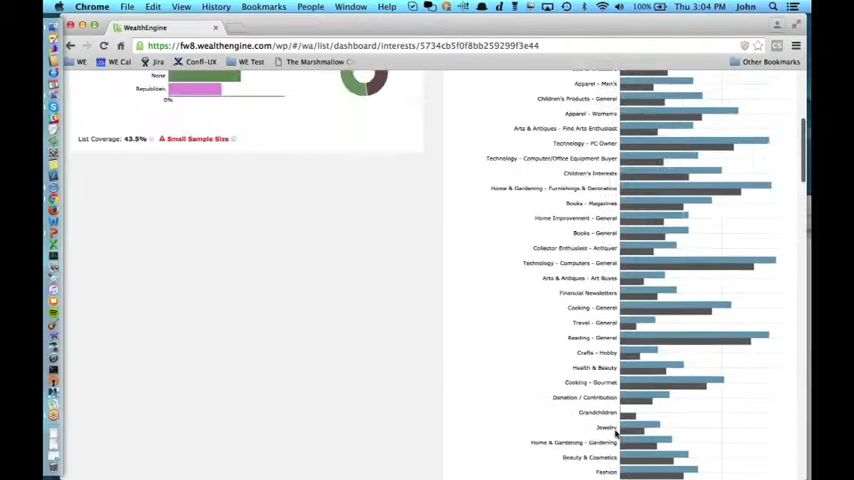 Chrome File Edit View History Bookmarks People Window Help 100% Thu 3:04 PM John
WealthEngine
https://fw8.wealthengine.com/wp/#/wa/list/dashboard/interests/5734cb5f0f8bb259299f3e44
WE WE Cal Jira Confl-UX WE Test The Marshmallow Other Bookmarks
None
Republican
0%
List Coverage: 43.5% Small Sample Size
Apparel - Men's
Children's Products - General
Apparel - Women's
Arts & Antiques - Fine Arts Enthusiast
Technology - PC Owner
Technology - Computer/Office Equipment Buyer
Children's Interests
Home & Gardening - Furnishings & Decorating
Books - Magazines
Home Improvement - General
Books - General
Collector Enthusiast - Antiquer
Technology - Computers - General
Arts & Antiques - Art Buyer
Financial Newsletters
Cooking - General
Travel - General
Reading - General
Crafts - Hobby
Health & Beauty
Cooking - Gourmet
Donation / Contribution
Grandchildren
Jewelry
Home & Gardening - Gardening
Beauty & Cosmetics
Fashion